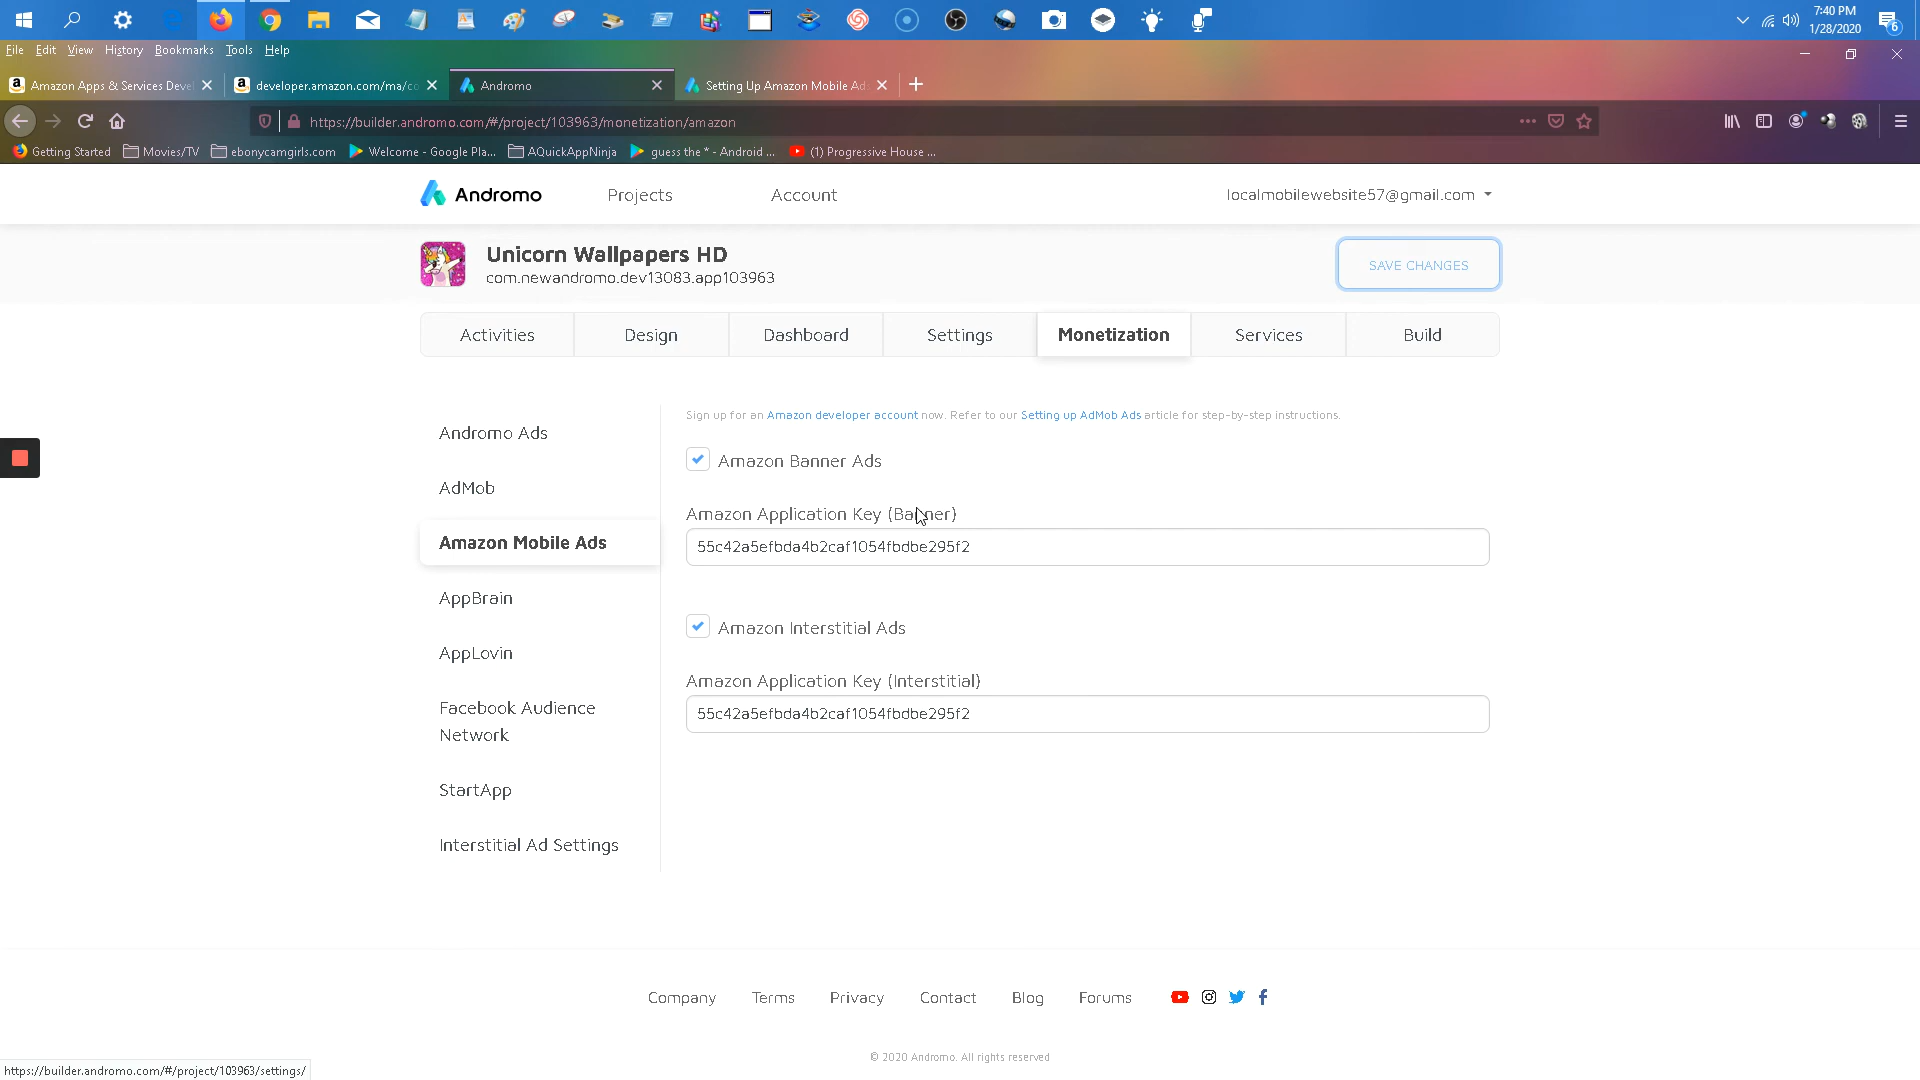 7:40 PM
1/28/2020
6
File Edit View History Bookmarks Tools Help
Amazon Apps & Services Deve
developer.amazon.com/ma/co
Andromo
Setting Up Amazon Mobile Ad
https://builder.andromo.com/#/project/103963/monetization/amazon
Getting Started Movies/TV ebonycamgirls.com Welcome - Google Pla... AQuickAppNinja guess the * - Android ... (1) Progressive House ...
Andromo Projects Account localmobilewebsite57@gmail.com
Unicorn Wallpapers HD
com.newandromo.dev13083.app103963
SAVE CHANGES
Activities Design Dashboard Settings Monetization Services Build
Sign up for an Amazon developer account now. Refer to our Setting up AdMob Ads article for step-by-step instructions.
Andromo Ads
AdMob
Amazon Mobile Ads
AppBrain
AppLovin
Facebook Audience
Network
StartApp
Interstitial Ad Settings
Amazon Banner Ads
Amazon Application Key (Banner)
55c42a5efbda4b2caf1054fbdbe295f2
Amazon Interstitial Ads
Amazon Application Key (Interstitial)
55c42a5efbda4b2caf1054fbdbe295f2
Company Terms Privacy Contact Blog Forums
© 2020 Andromo. All rights reserved
https://builder.andromo.com/#/project/103963/settings/